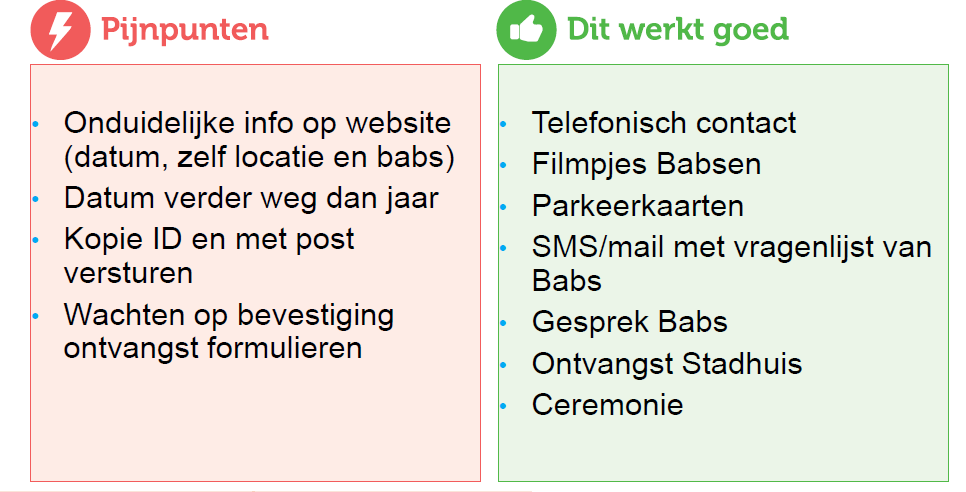 Pijnpunten
Onduidelijke info op website
(datum, zelf locatie en babs)
Datum verder weg dan jaar
Kopie ID en met post
versturen
Wachten op bevestiging
ontvangst formulieren
Dit werkt goed
Telefonisch contact
Filmpjes Babsen
Parkeerkaarten
SMS/mail met vragenlijst van
Babs
Gesprek Babs
Ontvangst Stadhuis
Ceremonie